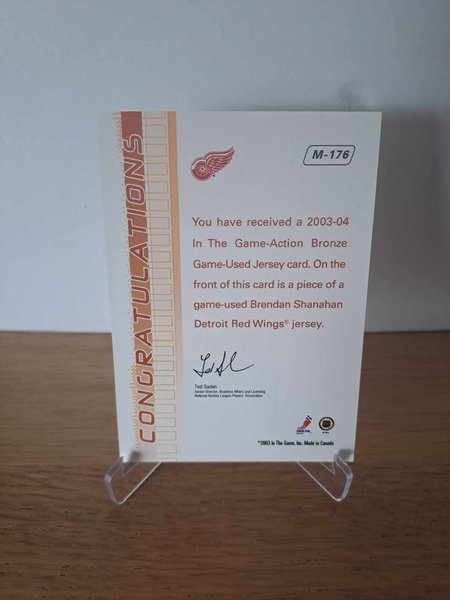 CONGRATULATIONS
M-176
You have received a 2003-04
In The Game-Action Bronze
Game-Used Jersey card. On the
front of this card is a piece of a
game-used Brendan Shanahan
Detroit Red Wings® jersey.
Ted Saskin
Senior Director, Business Affairs and Licensing
National Hockey League Players' Association
©2003 In The Game, Inc. Made in Canada